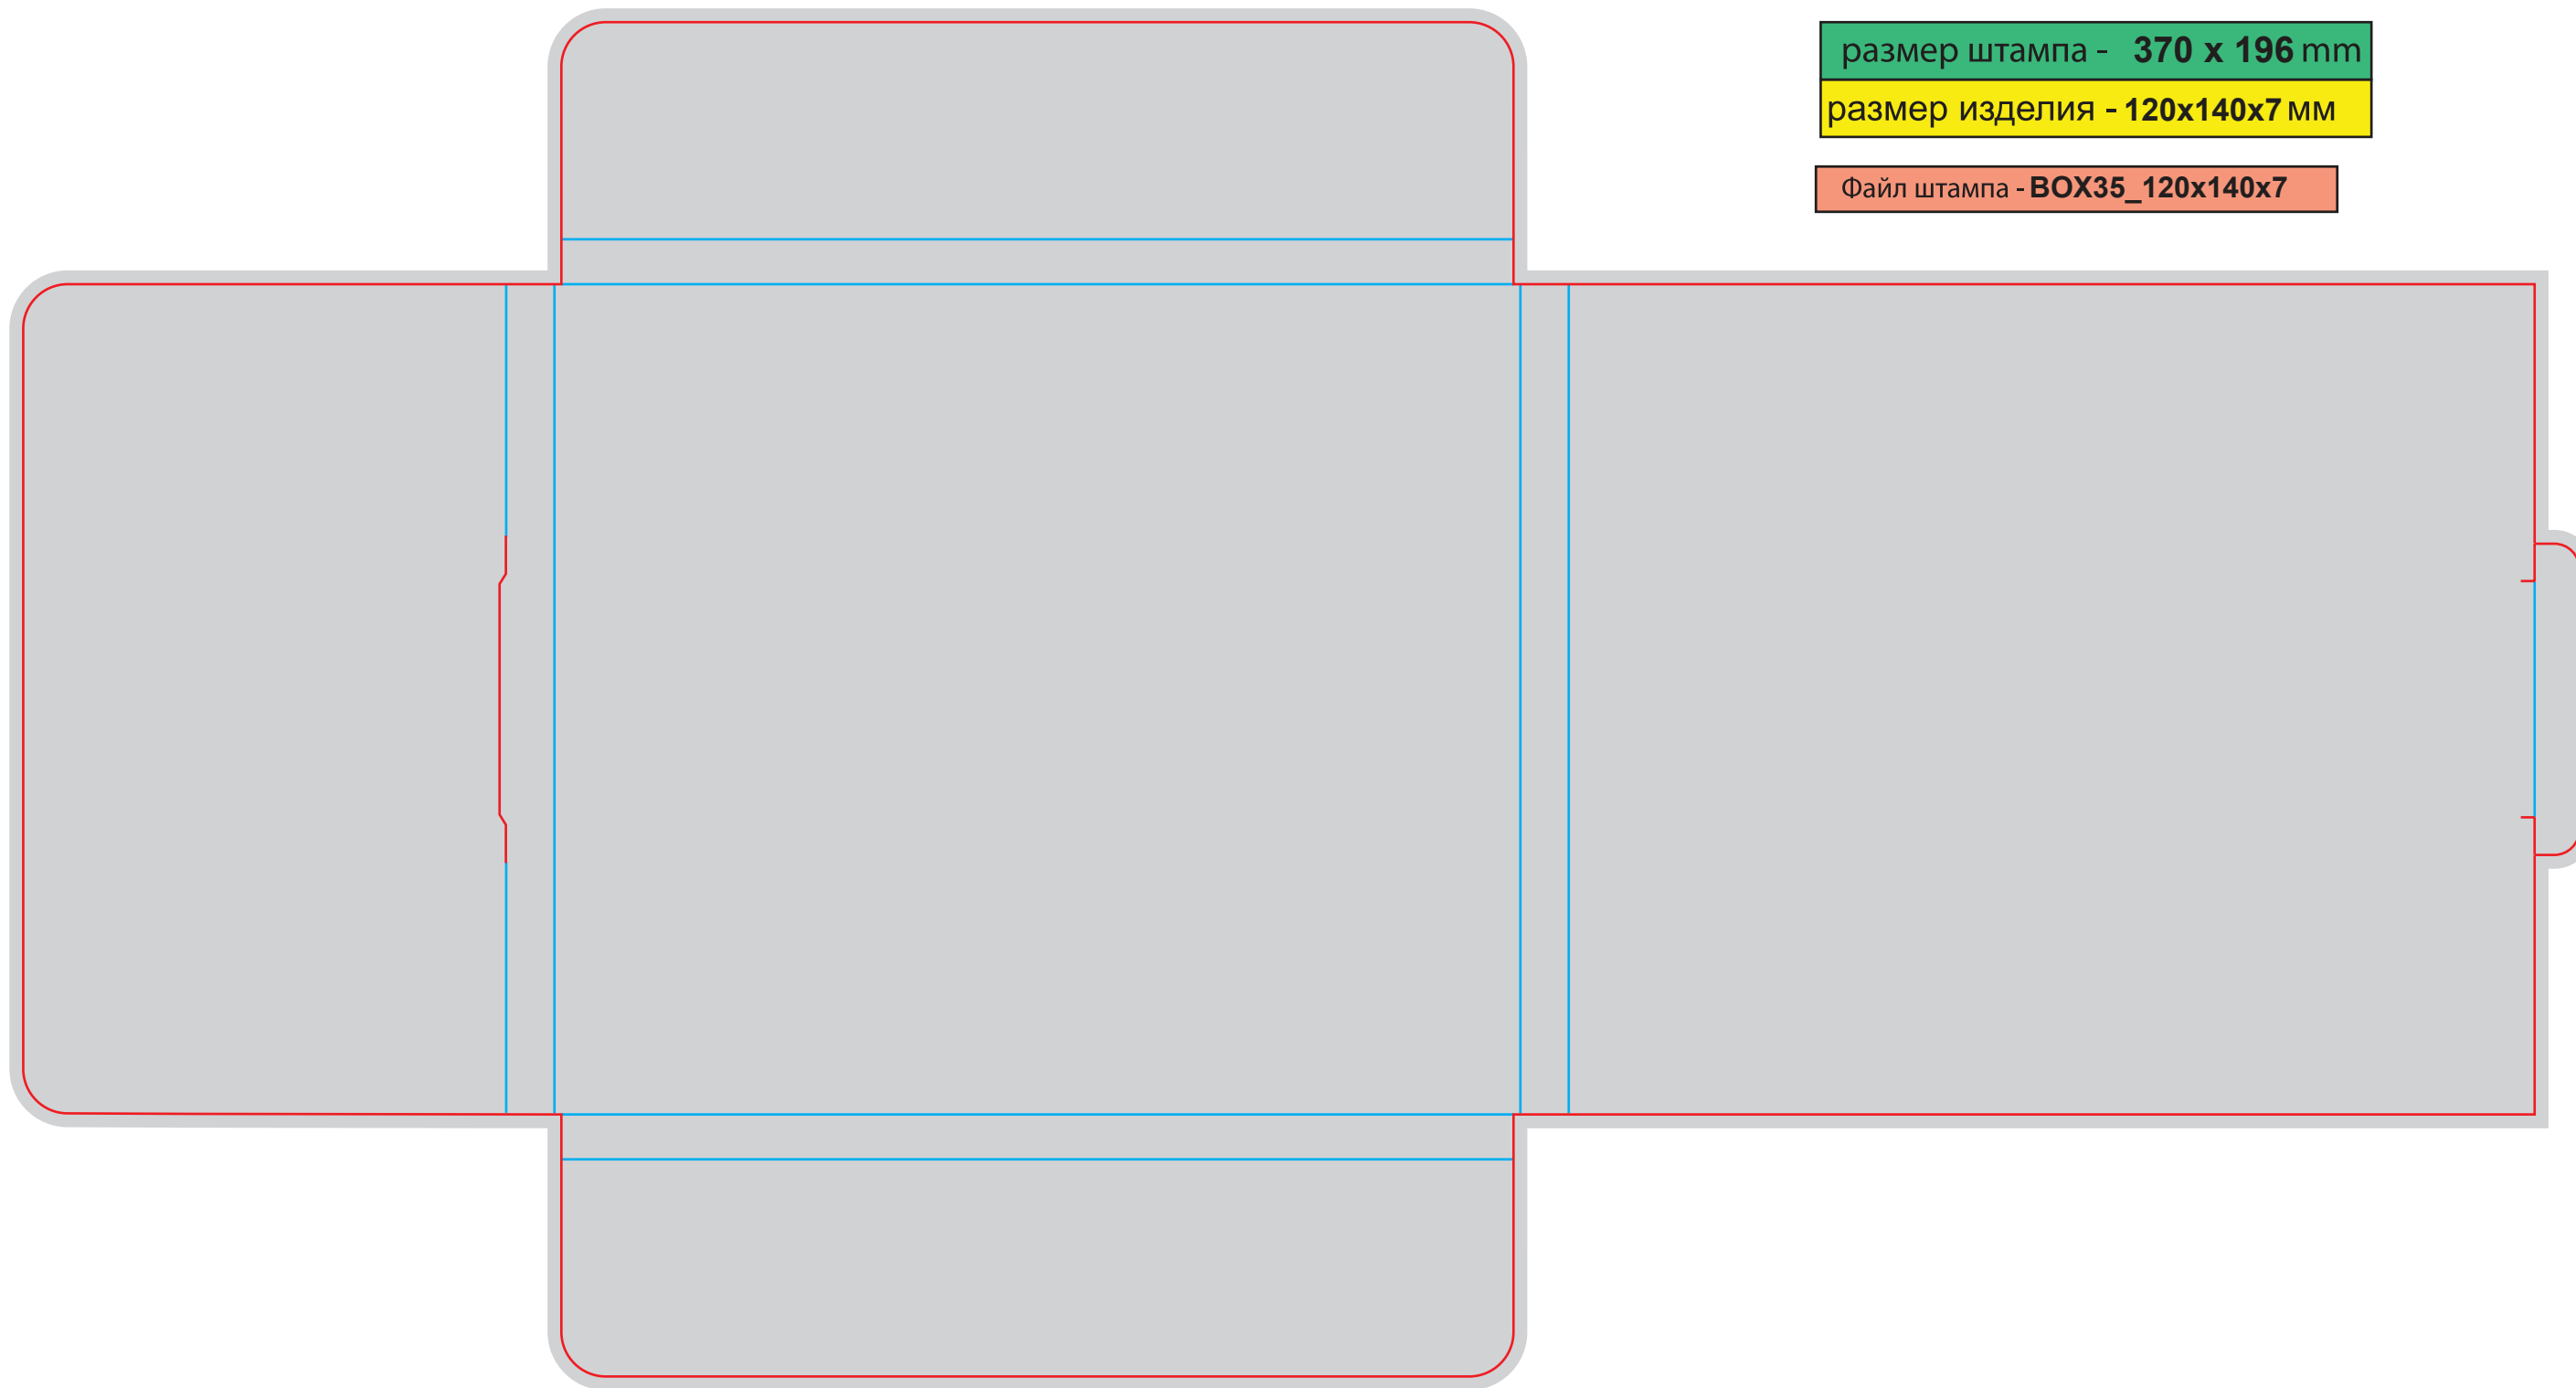 размер штампа - 370 x 196 mm
размер изделия - 120x140x7 мм
Файл штампа - BOX35_120x140x7